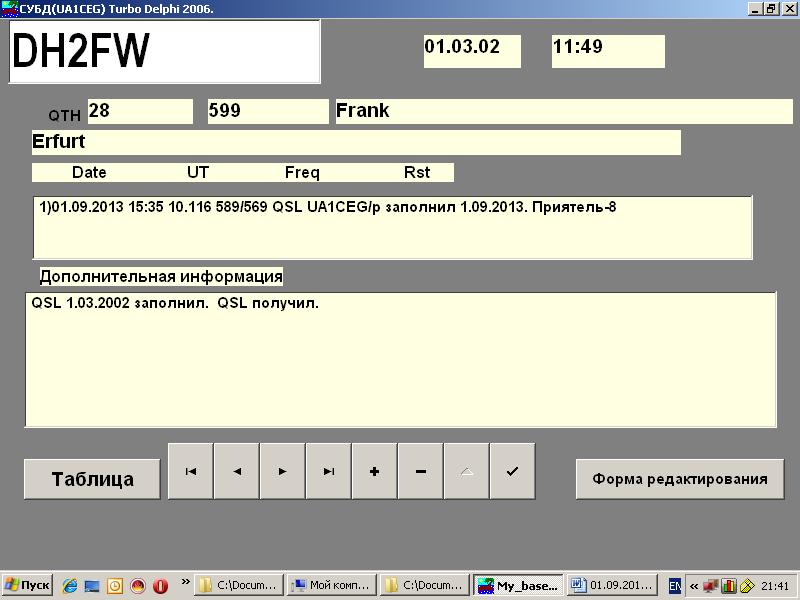 СУБД(UA1CEG) Turbo Delphi 2006.
DH2FW
01.03.02 11:49
QTH 28 599 Frank
Erfurt
Date UT Freq Rst
1)01.09.2013 15:35 10.116 589/569 QSL UA1CEG/p заполнил 1.09.2013. Приятель-8
Дополнительная информация
QSL 1.03.2002 заполнил. QSL получил.
Таблица Форма редактирования
Пуск » C:\Docum... Мой комп... C:\Docum... My_base... 01.09.201... EN « 21:41